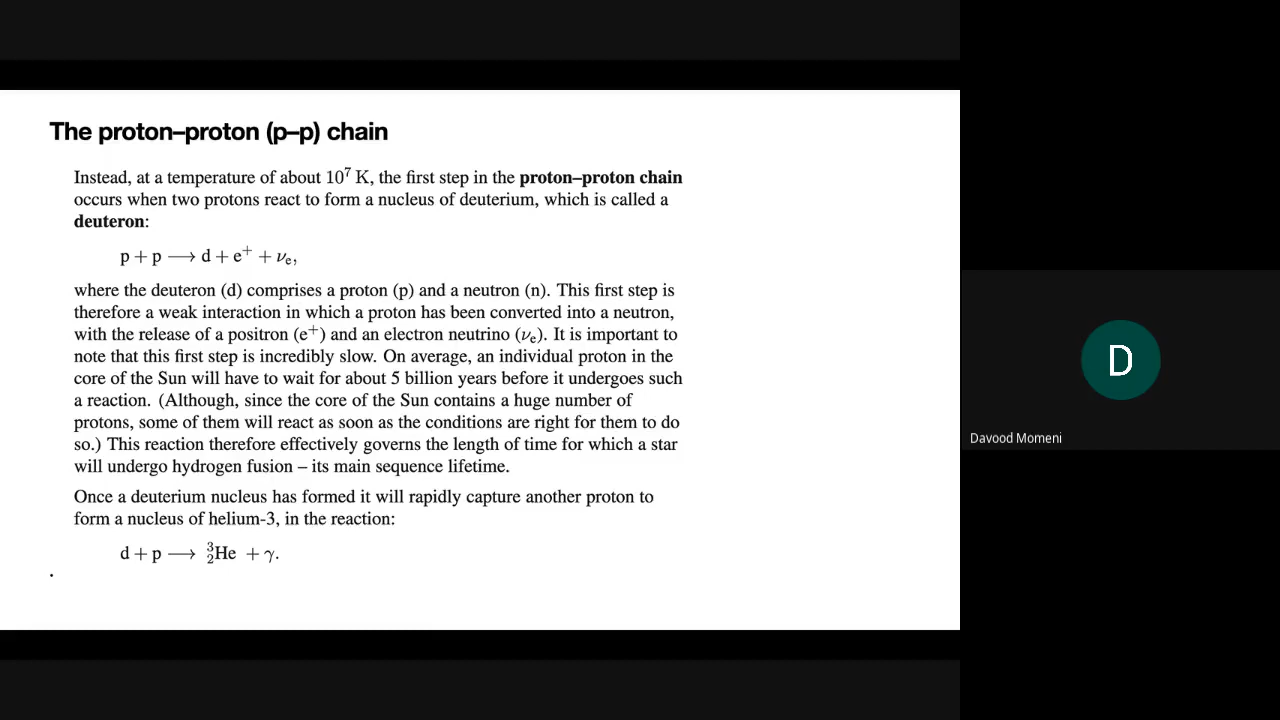 The proton–proton (p–p) chain
Instead, at a temperature of about 10⁷ K, the first step in the proton–proton chain
occurs when two protons react to form a nucleus of deuterium, which is called a
deuteron:
p + p ⟶ d + e⁺ + νₑ,
where the deuteron (d) comprises a proton (p) and a neutron (n). This first step is
therefore a weak interaction in which a proton has been converted into a neutron,
with the release of a positron (e⁺) and an electron neutrino (νₑ). It is important to
note that this first step is incredibly slow. On average, an individual proton in the
core of the Sun will have to wait for about 5 billion years before it undergoes such
a reaction. (Although, since the core of the Sun contains a huge number of
protons, some of them will react as soon as the conditions are right for them to do
so.) This reaction therefore effectively governs the length of time for which a star
will undergo hydrogen fusion – its main sequence lifetime.
Once a deuterium nucleus has formed it will rapidly capture another proton to
form a nucleus of helium-3, in the reaction:
d + p ⟶ ³₂He + γ.
.
D
Davood Momeni